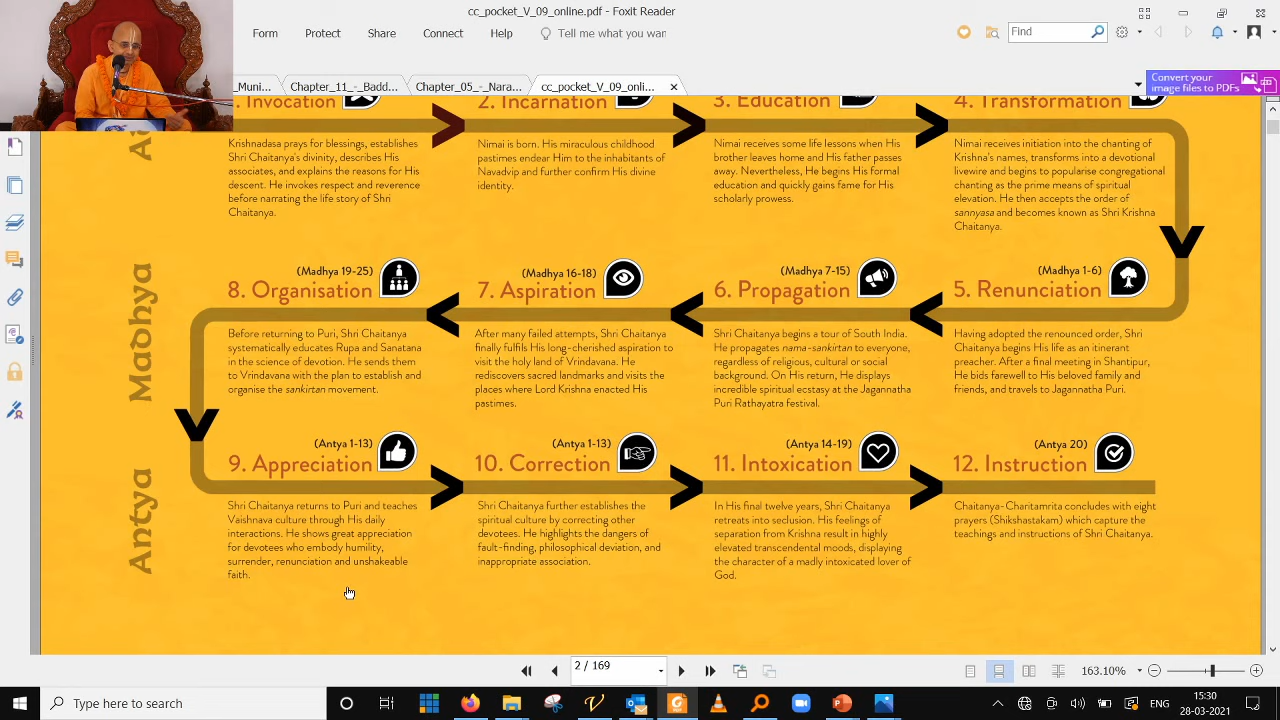 cc_pocket_V_09_online.pdf - Foxit Reader
Form Protect Share Connect Help Tell me what you war Find
_Muni... Chapter_11_-_Badd... Chapter_05_-_Nara... cc_pocket_V_09_onli...
Convert your
image files to PDFs
. Invocation
2. Incarnation
3. Education
4. Transformation
Krishnadasa prays for blessings, establishes
Shri Chaitanya's divinity, describes His
associates, and explains the reasons for His
descent. He invokes respect and reverence
before narrating the life story of Shri
Chaitanya.
Nimai is born. His miraculous childhood
pastimes endear Him to the inhabitants of
Navadvip and further confirm His divine
identity.
Nimai receives some life lessons when His
brother leaves home and His father passes
away. Nevertheless, He begins His formal
education and quickly gains fame for His
scholarly prowess.
Nimai receives initiation into the chanting of
Krishna's names, transforms into a devotional
livewire and begins to popularise congregational
chanting as the prime means of spiritual
elevation. He then accepts the order of
sannyasa and becomes known as Shri Krishna
Chaitanya.
Madhya
(Madhya 19-25)
8. Organisation
Before returning to Puri, Shri Chaitanya
systematically educates Rupa and Sanatana
in the science of devotion. He sends them
to Vrindavana with the plan to establish and
organise the sankirtan movement.
(Madhya 16-18)
7. Aspiration
After many failed attempts, Shri Chaitanya
finally fulfils His long-cherished aspiration to
visit the holy land of Vrindavana. He
rediscovers sacred landmarks and visits the
places where Lord Krishna enacted His
pastimes.
(Madhya 7-15)
6. Propagation
Shri Chaitanya begins a tour of South India.
He propagates nama-sankirtan to everyone,
regardless of religious, cultural or social
background. On His return, He displays
incredible spiritual ecstasy at the Jagannatha
Puri Rathayatra festival.
(Madhya 1-6)
5. Renunciation
Having adopted the renounced order, Shri
Chaitanya begins His life as an itinerant
preacher. After a final meeting in Shantipur,
He bids farewell to His beloved family and
friends, and travels to Jagannatha Puri.
Antya
(Antya 1-13)
9. Appreciation
Shri Chaitanya returns to Puri and teaches
Vaishnava culture through His daily
interactions. He shows great appreciation
for devotees who embody humility,
surrender, renunciation and unshakeable
faith.
(Antya 1-13)
10. Correction
Shri Chaitanya further establishes the
spiritual culture by correcting other
devotees. He highlights the dangers of
fault-finding, philosophical deviation, and
inappropriate association.
(Antya 14-19)
11. Intoxication
In His final twelve years, Shri Chaitanya
retreats into seclusion. His feelings of
separation from Krishna result in highly
elevated transcendental moods, displaying
the character of a madly intoxicated lover of
God.
(Antya 20)
12. Instruction
Chaitanya-Charitamrita concludes with eight
prayers (Shikshastakam) which capture the
teachings and instructions of Shri Chaitanya.
2 / 169
163.10%
Type here to search
15:30
28-03-2021